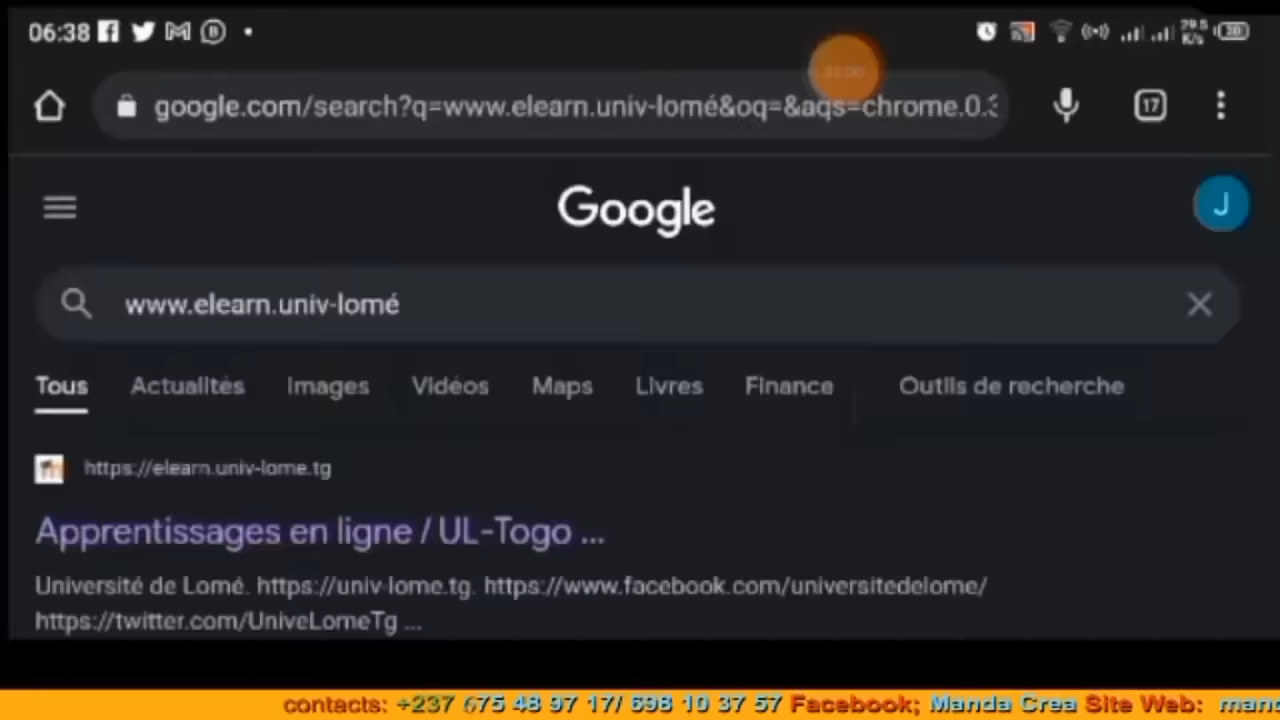 06:38 29.5 K/s 30
google.com/search?q=www.elearn.univ-lomé&oq=&aqs=chrome.0.3 17
Google J
www.elearn.univ-lomé
Tous Actualités Images Vidéos Maps Livres Finance Outils de recherche
https://elearn.univ-lome.tg
Apprentissages en ligne / UL-Togo ...
Université de Lomé. https://univ-lome.tg. https://www.facebook.com/universitedelome/
https://twitter.com/UniveLomeTg ...
contacts: +237 675 48 97 17/ 698 10 37 57 Facebook; Manda Crea Site Web: